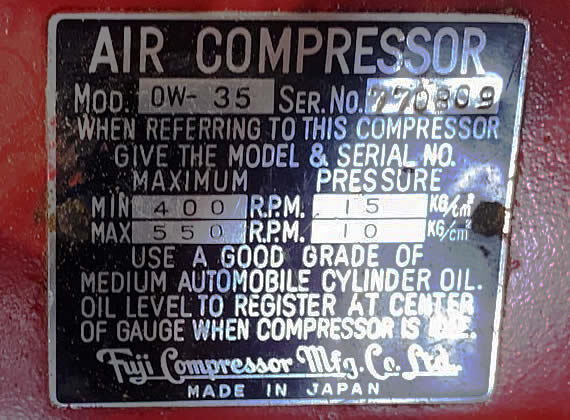 AIR COMPRESSOR
MOD. OW- 35 SER. NO. 770809
WHEN REFERRING TO THIS COMPRESSOR
GIVE THE MODEL & SERIAL NO.
MAXIMUM PRESSURE
MIN 400 R.P.M. 15 KG/cm²
MAX 550 R.P.M. 10 KG/cm²
USE A GOOD GRADE OF
MEDIUM AUTOMOBILE CYLINDER OIL.
OIL LEVEL TO REGISTER AT CENTER
OF GAUGE WHEN COMPRESSOR IS IDLE.
Fuji Compressor Mfg. Co. Ltd.
MADE IN JAPAN